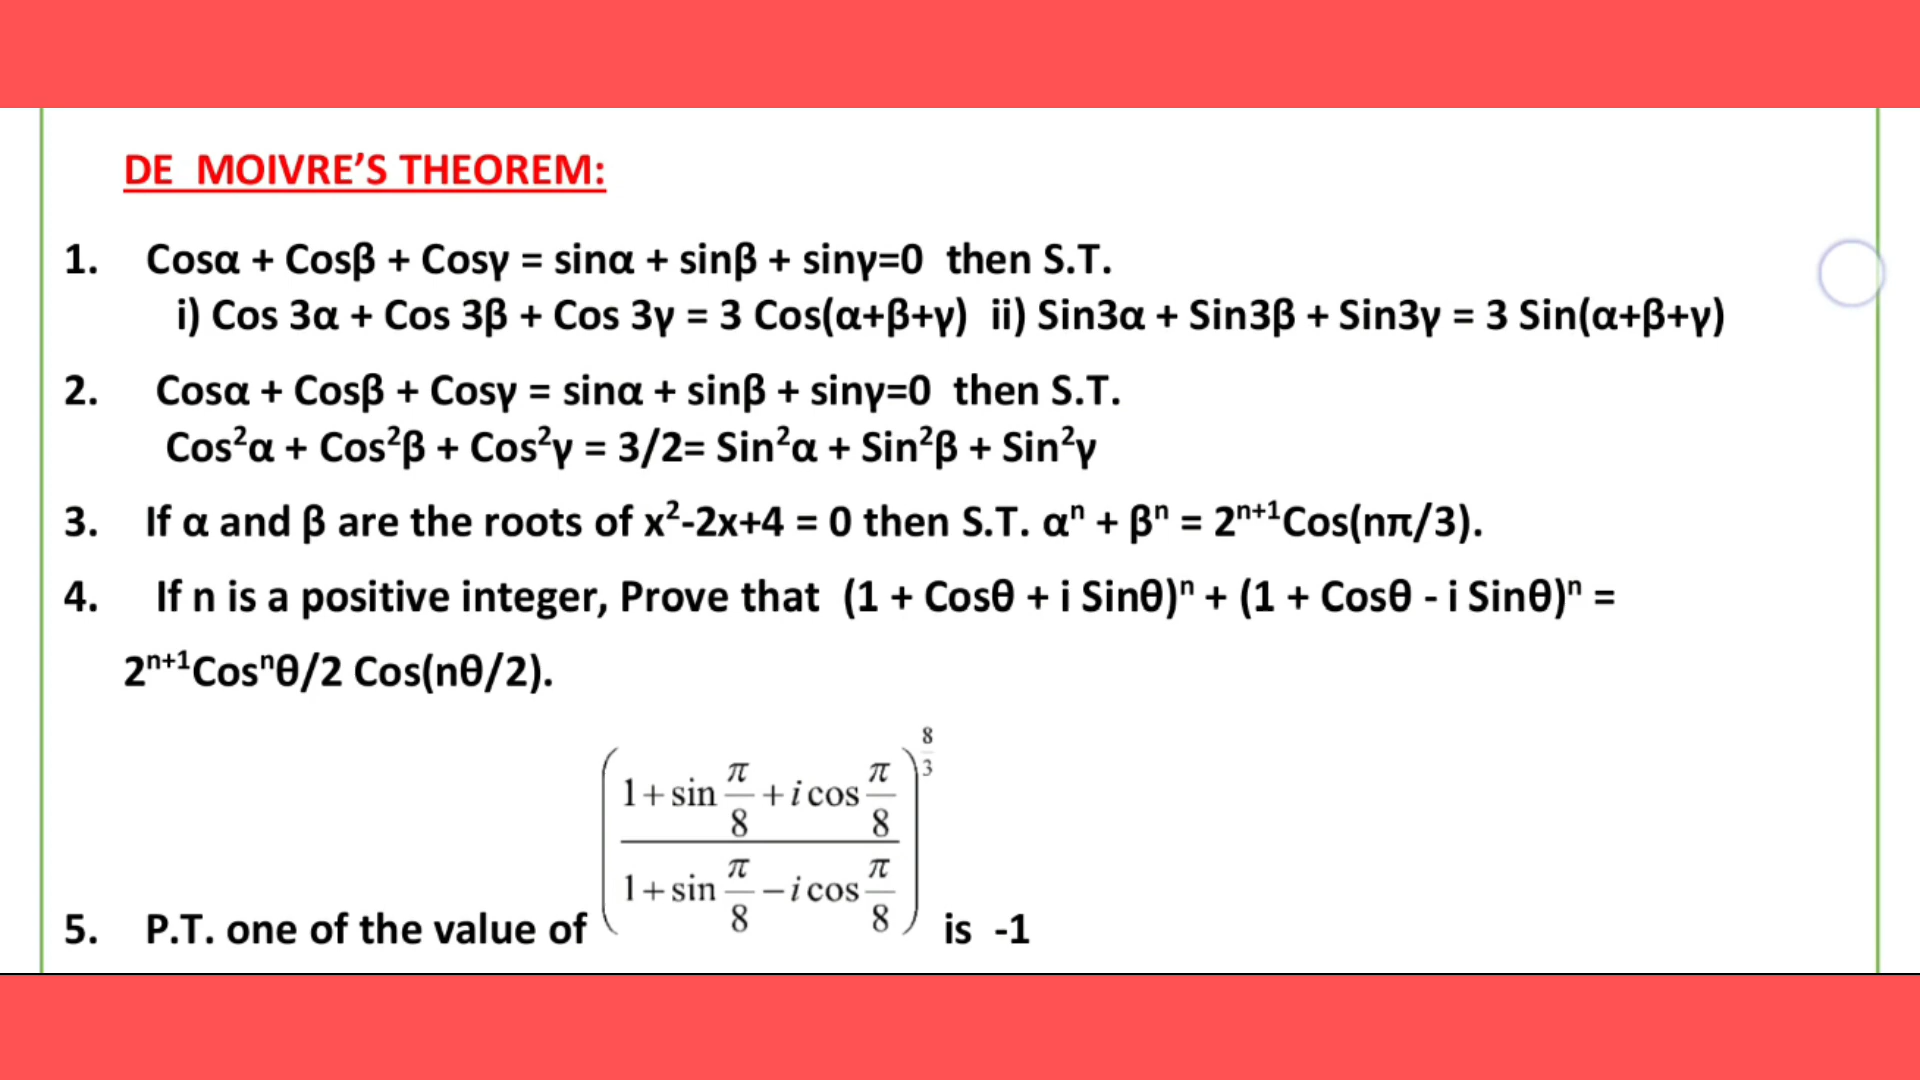 DE MOIVRE'S THEOREM:
1. Cosα + Cosβ + Cosγ = sinα + sinβ + sinγ=0 then S.T.
i) Cos 3α + Cos 3β + Cos 3γ = 3 Cos(α+β+γ) ii) Sin3α + Sin3β + Sin3γ = 3 Sin(α+β+γ)
2. Cosα + Cosβ + Cosγ = sinα + sinβ + sinγ=0 then S.T.
Cos²α + Cos²β + Cos²γ = 3/2= Sin²α + Sin²β + Sin²γ
3. If α and β are the roots of x²-2x+4 = 0 then S.T. αⁿ + βⁿ = 2ⁿ⁺¹Cos(nπ/3).
4. If n is a positive integer, Prove that (1 + Cosθ + i Sinθ)ⁿ + (1 + Cosθ - i Sinθ)ⁿ =
2ⁿ⁺¹Cosⁿθ/2 Cos(nθ/2).
5. P.T. one of the value of ((1+sin π/8 +i cos π/8)/(1+sin π/8 −i cos π/8))^(8/3) is -1